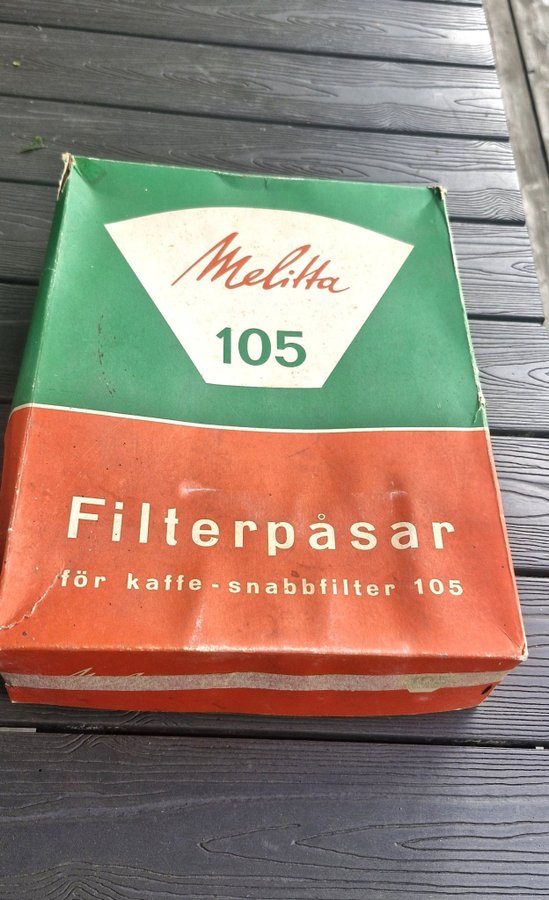 Melitta
105
Filterpåsar
för kaffe-snabbfilter 105